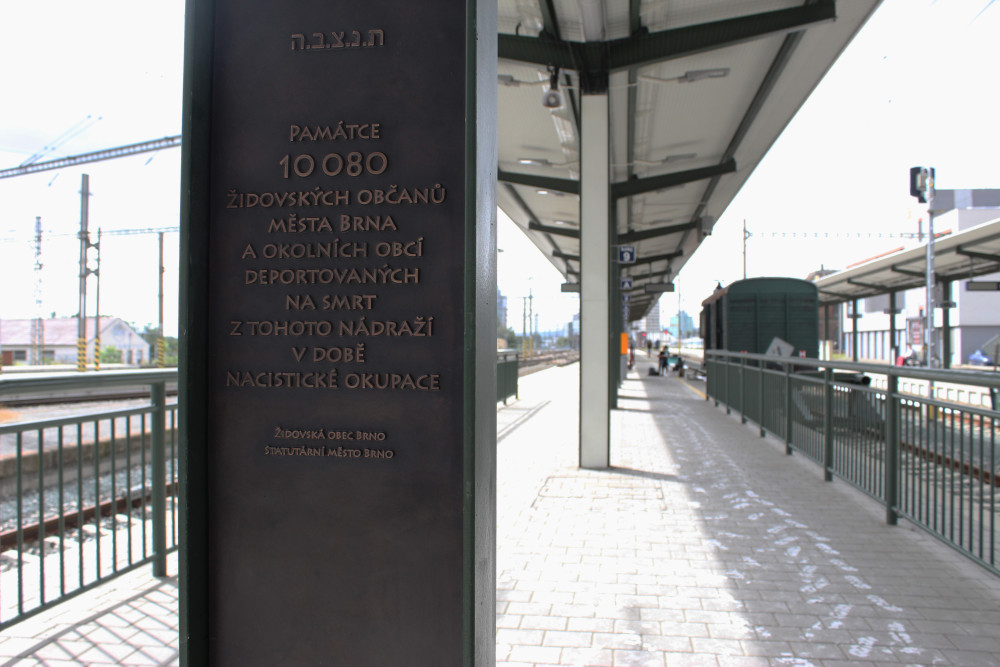 ת.נ.צ.ב.ה
Památce
10 080
židovských občanů
města Brna
a okolních obcí
deportovaných
na smrt
z tohoto nádraží
v době
nacistické okupace
Židovská obec Brno
Statutární město Brno
9
A